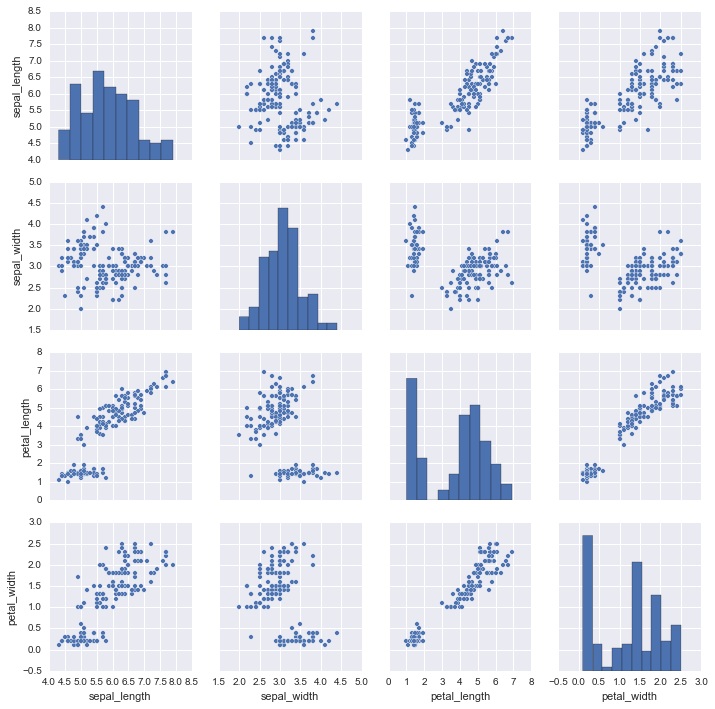 sepal_length
8.5
8.0
7.5
7.0
6.5
6.0
5.5
5.0
4.5
4.0
sepal_width
5.0
4.5
4.0
3.5
3.0
2.5
2.0
1.5
petal_length
8
7
6
5
4
3
2
1
0
petal_width
3.0
2.5
2.0
1.5
1.0
0.5
0.0
−0.5
4.0 4.5 5.0 5.5 6.0 6.5 7.0 7.5 8.0 8.5
sepal_length
1.5 2.0 2.5 3.0 3.5 4.0 4.5 5.0
sepal_width
0 1 2 3 4 5 6 7 8
petal_length
−0.5 0.0 0.5 1.0 1.5 2.0 2.5 3.0
petal_width